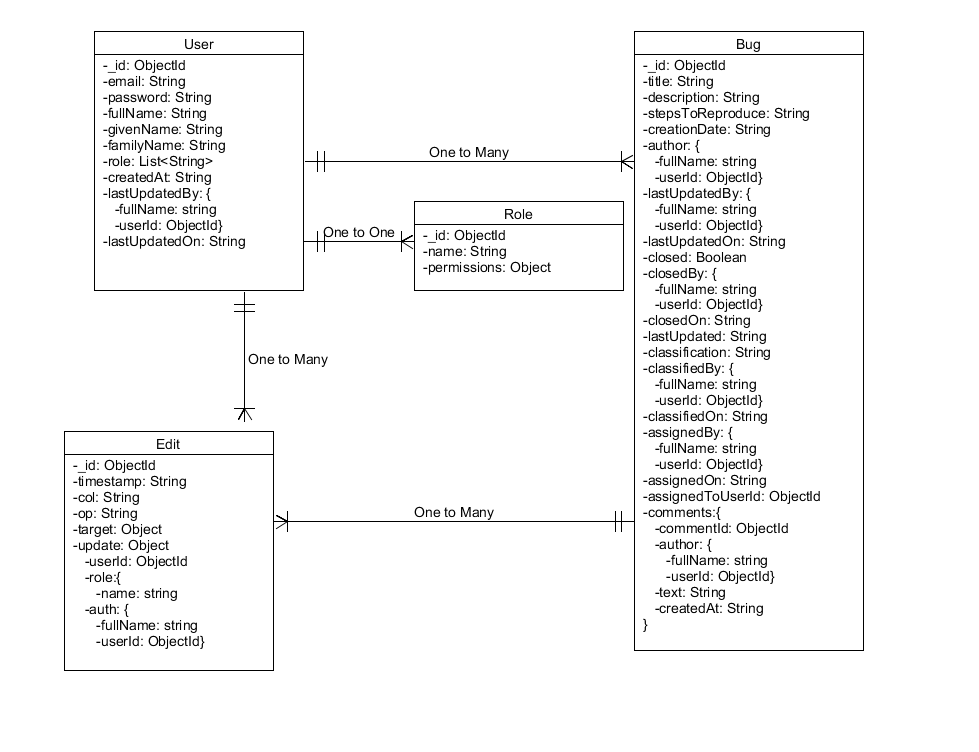 User
-_id: ObjectId
-email: String
-password: String
-fullName: String
-givenName: String
-familyName: String
-role: List<String>
-createdAt: String
-lastUpdatedBy: {
-fullName: string
-userId: ObjectId}
-lastUpdatedOn: String
One to Many
One to One
Role
-_id: ObjectId
-name: String
-permissions: Object
Bug
-_id: ObjectId
-title: String
-description: String
-stepsToReproduce: String
-creationDate: String
-author: {
-fullName: string
-userId: ObjectId}
-lastUpdatedBy: {
-fullName: string
-userId: ObjectId}
-lastUpdatedOn: String
-closed: Boolean
-closedBy: {
-fullName: string
-userId: ObjectId}
-closedOn: String
-lastUpdated: String
-classification: String
-classifiedBy: {
-fullName: string
-userId: ObjectId}
-classifiedOn: String
-assignedBy: {
-fullName: string
-userId: ObjectId}
-assignedOn: String
-assignedToUserId: ObjectId
-comments:{
-commentId: ObjectId
-author: {
-fullName: string
-userId: ObjectId}
-text: String
-createdAt: String
}
One to Many
Edit
-_id: ObjectId
-timestamp: String
-col: String
-op: String
-target: Object
-update: Object
-userId: ObjectId
-role:{
-name: string
-auth: {
-fullName: string
-userId: ObjectId}
One to Many